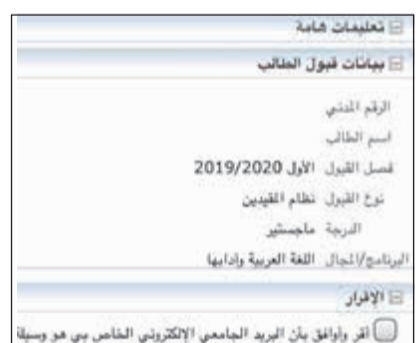 تعليمات هامة
بيانات قبول الطالب
الرقم المدني
اسم الطالب
فصل القبول الأول 2019/2020
نوع القبول نظام القيدين
الدرجة ماجستير
البرنامج/المجال اللغة العربية وادابها
الإقرار
أقر وأوافق بأن البريد الجامعي الإلكتروني الخاص بي هو وسيلة